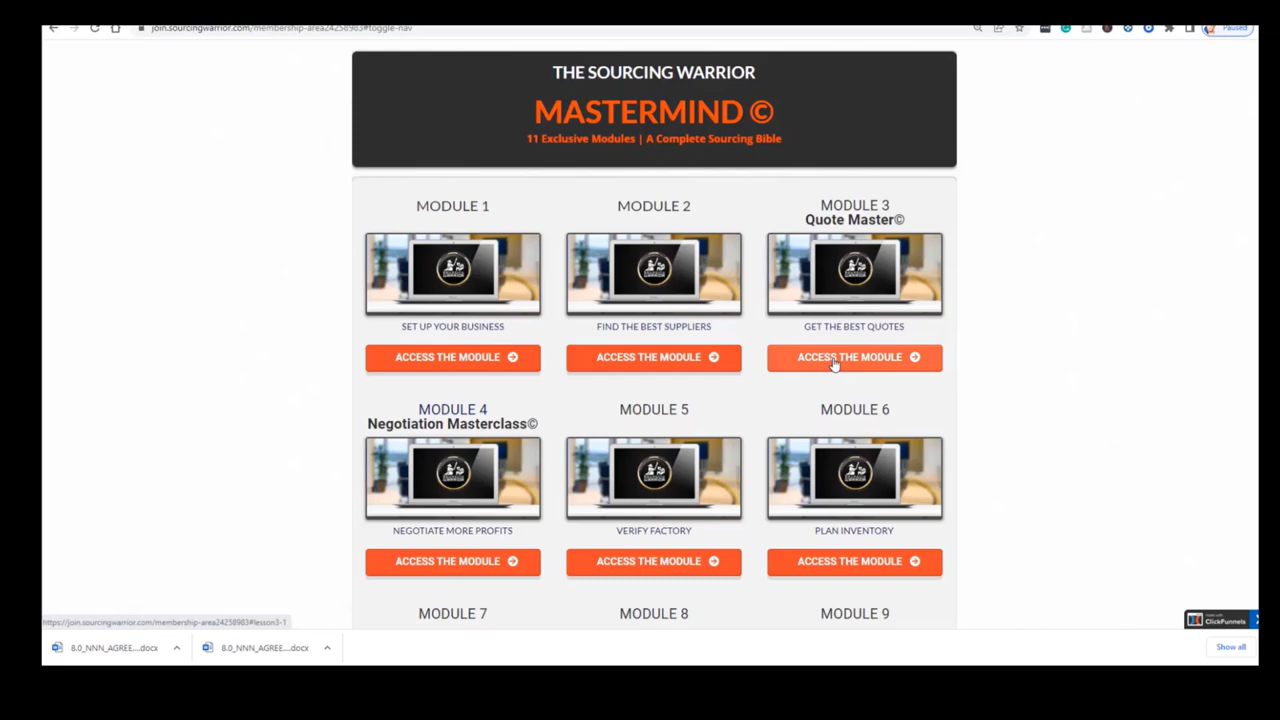 join.sourcingwarrior.com/membership-area24258983#toggle-nav
Paused
THE SOURCING WARRIOR
MASTERMIND ©
11 Exclusive Modules | A Complete Sourcing Bible
MODULE 1
MODULE 2
MODULE 3
Quote Master©
SET UP YOUR BUSINESS
FIND THE BEST SUPPLIERS
GET THE BEST QUOTES
ACCESS THE MODULE
ACCESS THE MODULE
ACCESS THE MODULE
MODULE 4
Negotiation Masterclass©
MODULE 5
MODULE 6
NEGOTIATE MORE PROFITS
VERIFY FACTORY
PLAN INVENTORY
ACCESS THE MODULE
ACCESS THE MODULE
ACCESS THE MODULE
MODULE 7
MODULE 8
MODULE 9
https://join.sourcingwarrior.com/membership-area24258983#lesson3-1
ClickFunnels
8.0_NNN_AGREE....docx
8.0_NNN_AGREE....docx
Show all